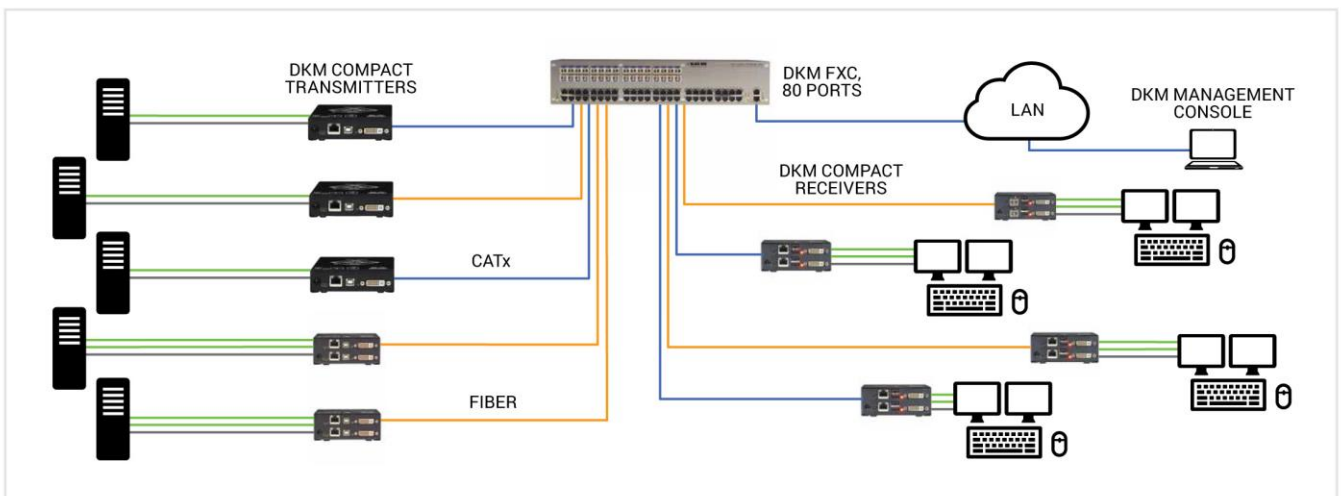 DKM COMPACT
TRANSMITTERS
DKM FXC,
80 PORTS
LAN
DKM MANAGEMENT
CONSOLE
DKM COMPACT
RECEIVERS
CATx
FIBER